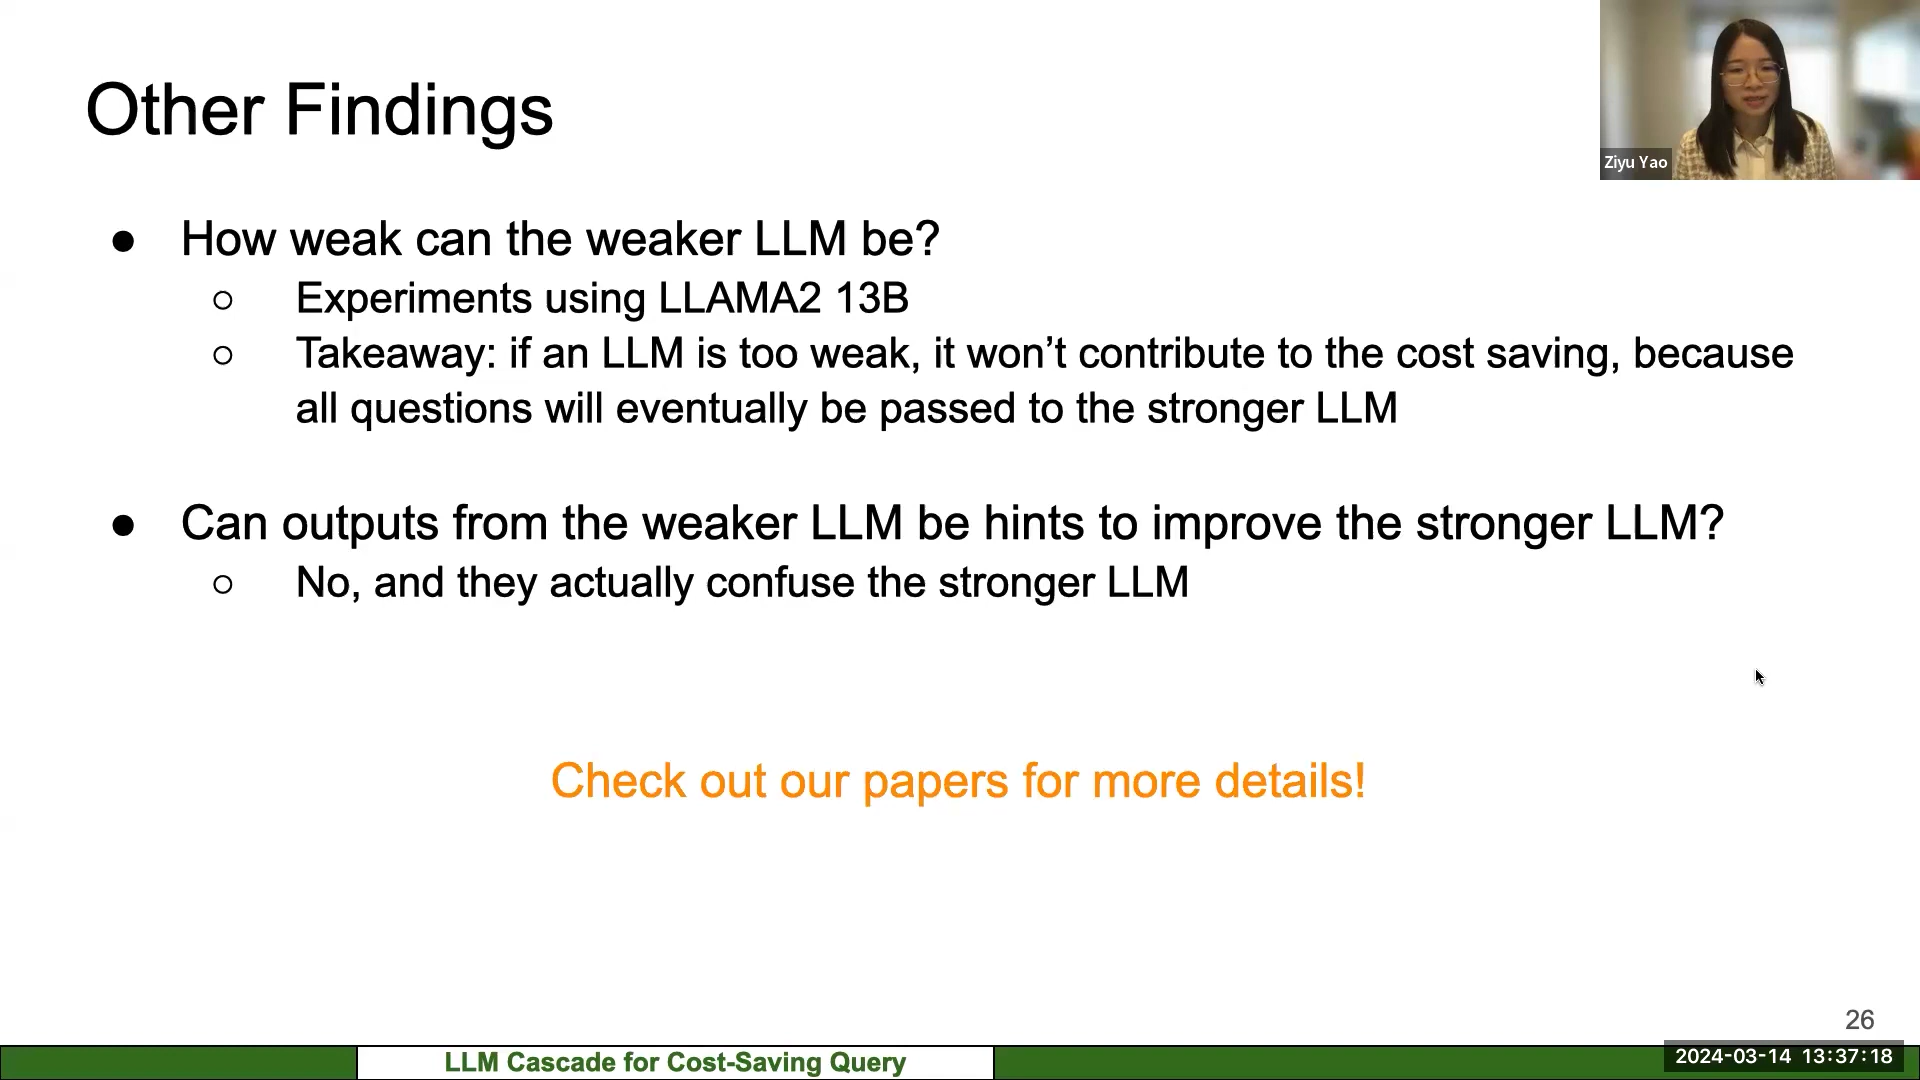 Other Findings
Ziyu Yao
● How weak can the weaker LLM be?
○ Experiments using LLAMA2 13B
○ Takeaway: if an LLM is too weak, it won’t contribute to the cost saving, because
all questions will eventually be passed to the stronger LLM
● Can outputs from the weaker LLM be hints to improve the stronger LLM?
○ No, and they actually confuse the stronger LLM
Check out our papers for more details!
26
LLM Cascade for Cost-Saving Query
2024-03-14 13:37:18